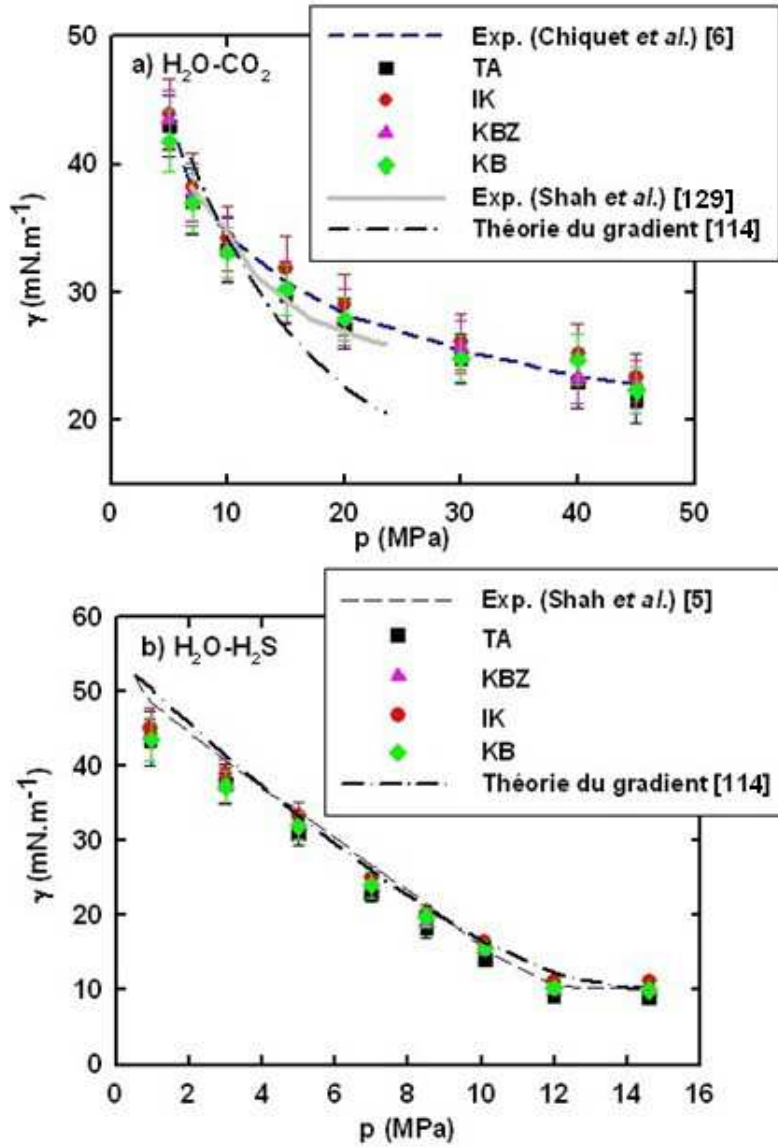 50
40
30
20
0
10
20
30
40
50
γ (mN.m⁻¹)
p (MPa)
a) H₂O-CO₂
Exp. (Chiquet et al.) [6]
TA
IK
KBZ
KB
Exp. (Shah et al.) [129]
Théorie du gradient [114]
60
50
40
30
20
10
0
0
2
4
6
8
10
12
14
16
γ (mN.m⁻¹)
p (MPa)
b) H₂O-H₂S
Exp. (Shah et al.) [5]
TA
KBZ
IK
KB
Théorie du gradient [114]